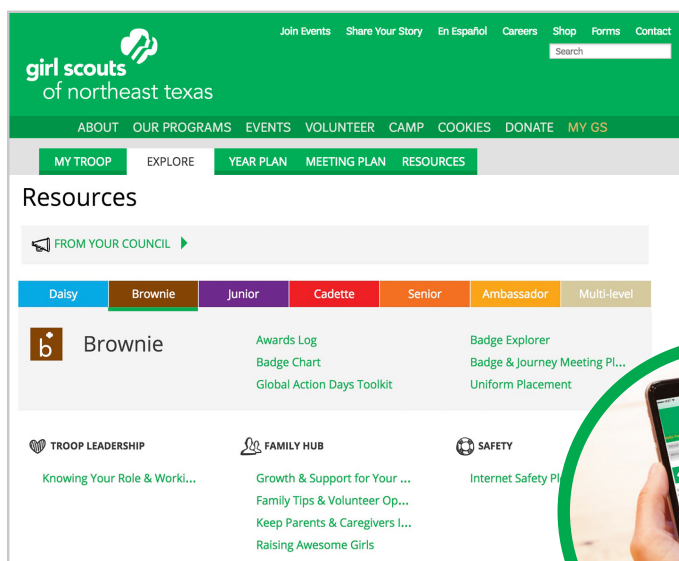 Join Events Share Your Story En Español Careers Shop Forms Contact
Search
girl scouts
of northeast texas
ABOUT OUR PROGRAMS EVENTS VOLUNTEER CAMP COOKIES DONATE MY GS
MY TROOP EXPLORE YEAR PLAN MEETING PLAN RESOURCES
Resources
FROM YOUR COUNCIL
Daisy Brownie Junior Cadette Senior Ambassador Multi-level
b Brownie
Awards Log Badge Explorer
Badge Chart Badge & Journey Meeting Pl...
Global Action Days Toolkit Uniform Placement
TROOP LEADERSHIP FAMILY HUB SAFETY
Knowing Your Role & Worki... Growth & Support for Your ... Internet Safety Pl
Family Tips & Volunteer Op...
Keep Parents & Caregivers I...
Raising Awesome Girls